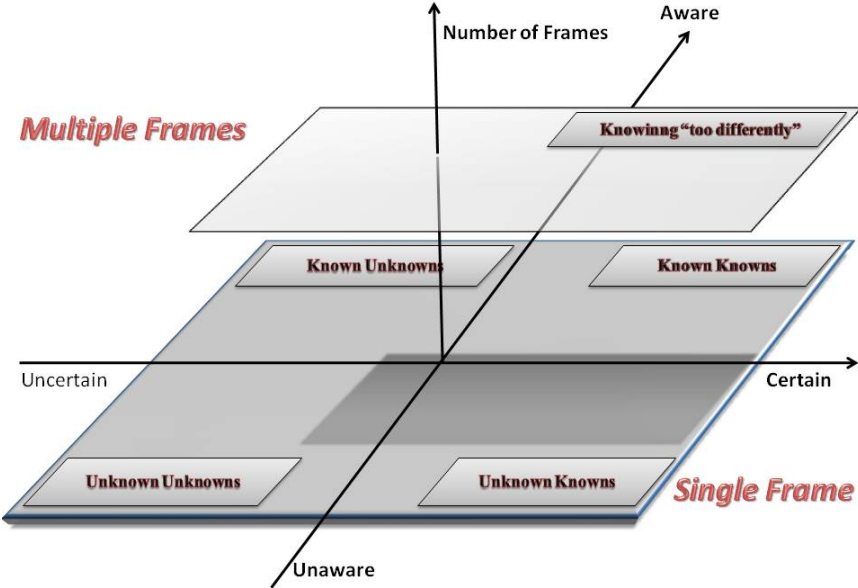 Aware
Number of Frames
Multiple Frames
Knowinng “too differently”
Known Unknowns
Known Knowns
Uncertain
Certain
Unknown Unknowns
Unknown Knowns
Single Frame
Unaware